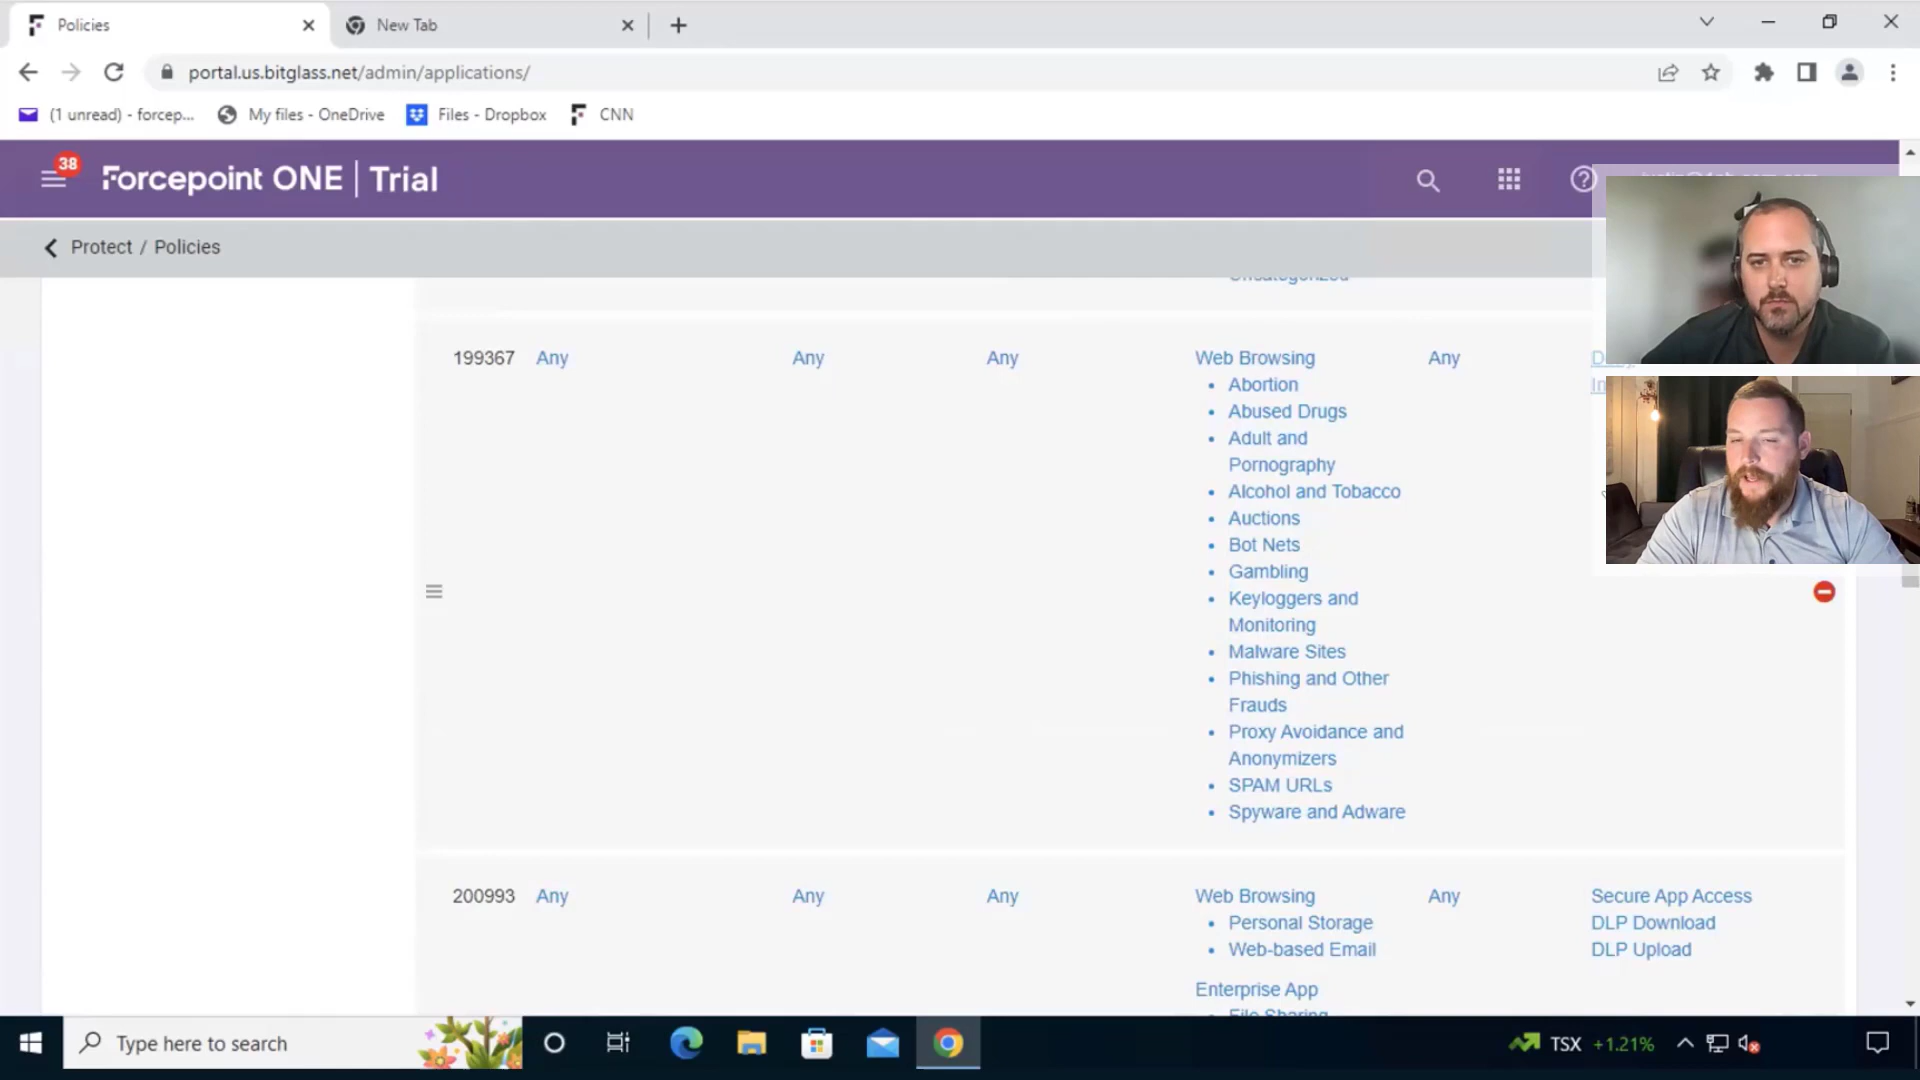 Policies
New Tab
portal.us.bitglass.net/admin/applications/
(1 unread) - forcep...
My files - OneDrive
Files - Dropbox
CNN
38
Forcepoint ONE | Trial
Protect / Policies
Uncategorized
199367 Any Any Any Web Browsing Any
Abortion
Abused Drugs
Adult and
Pornography
Alcohol and Tobacco
Auctions
Bot Nets
Gambling
Keyloggers and
Monitoring
Malware Sites
Phishing and Other
Frauds
Proxy Avoidance and
Anonymizers
SPAM URLs
Spyware and Adware
200993 Any Any Any Web Browsing Any Secure App Access
Personal Storage DLP Download
Web-based Email DLP Upload
Enterprise App
File Sharing
Type here to search
TSX +1.21%